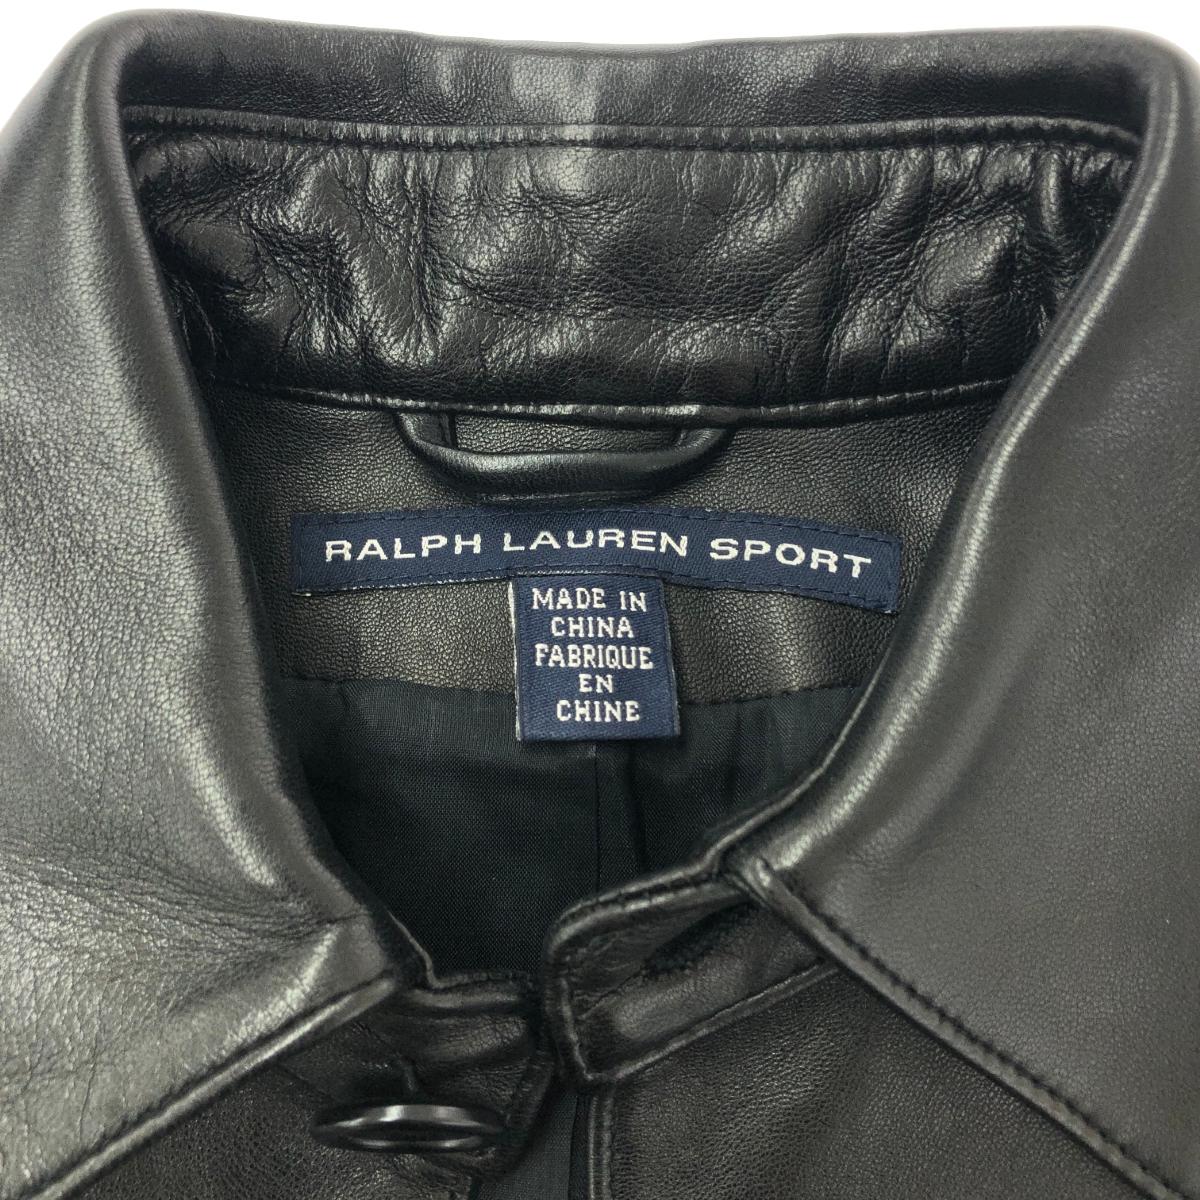 RALPH LAUREN SPORT
MADE IN
CHINA
FABRIQUE
EN
CHINE